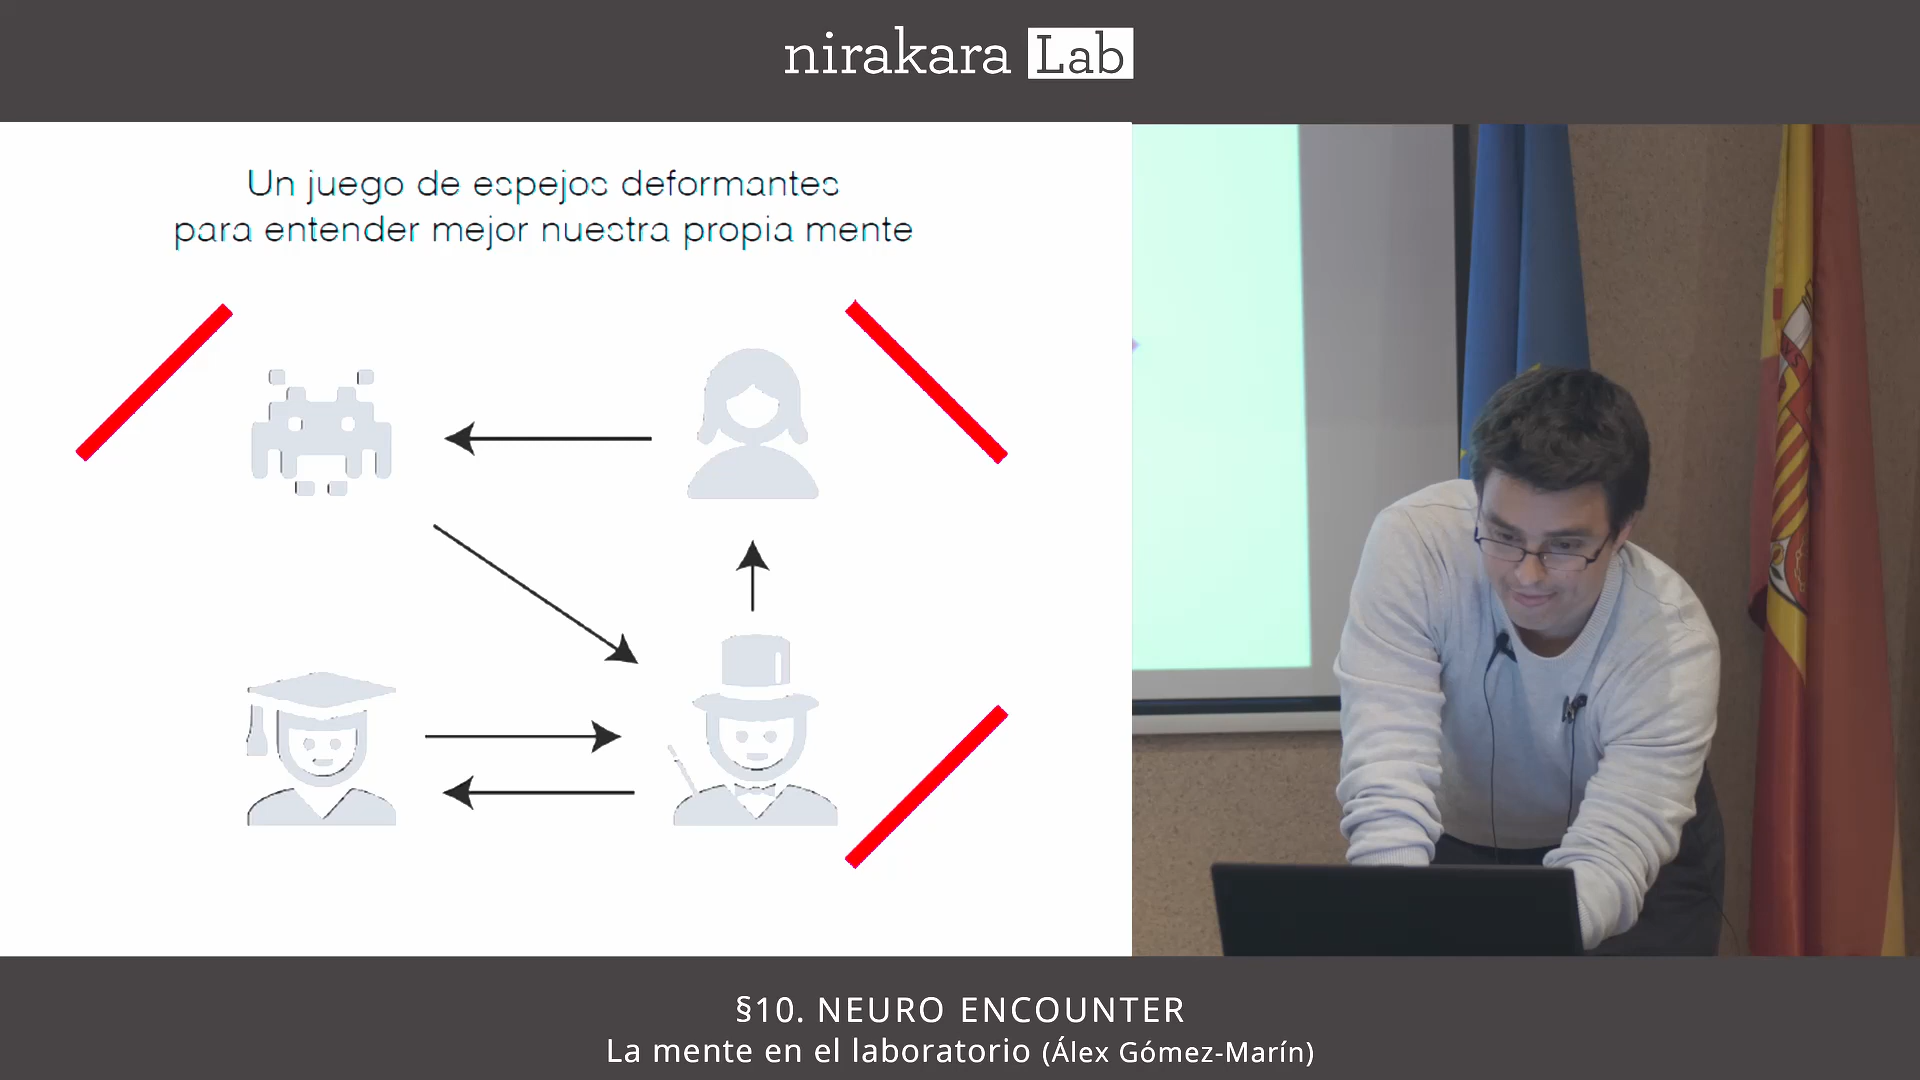 nirakara Lab
Un juego de espejos deformantes
para entender mejor nuestra propia mente
§10. NEURO ENCOUNTER
La mente en el laboratorio (Álex Gómez-Marín)